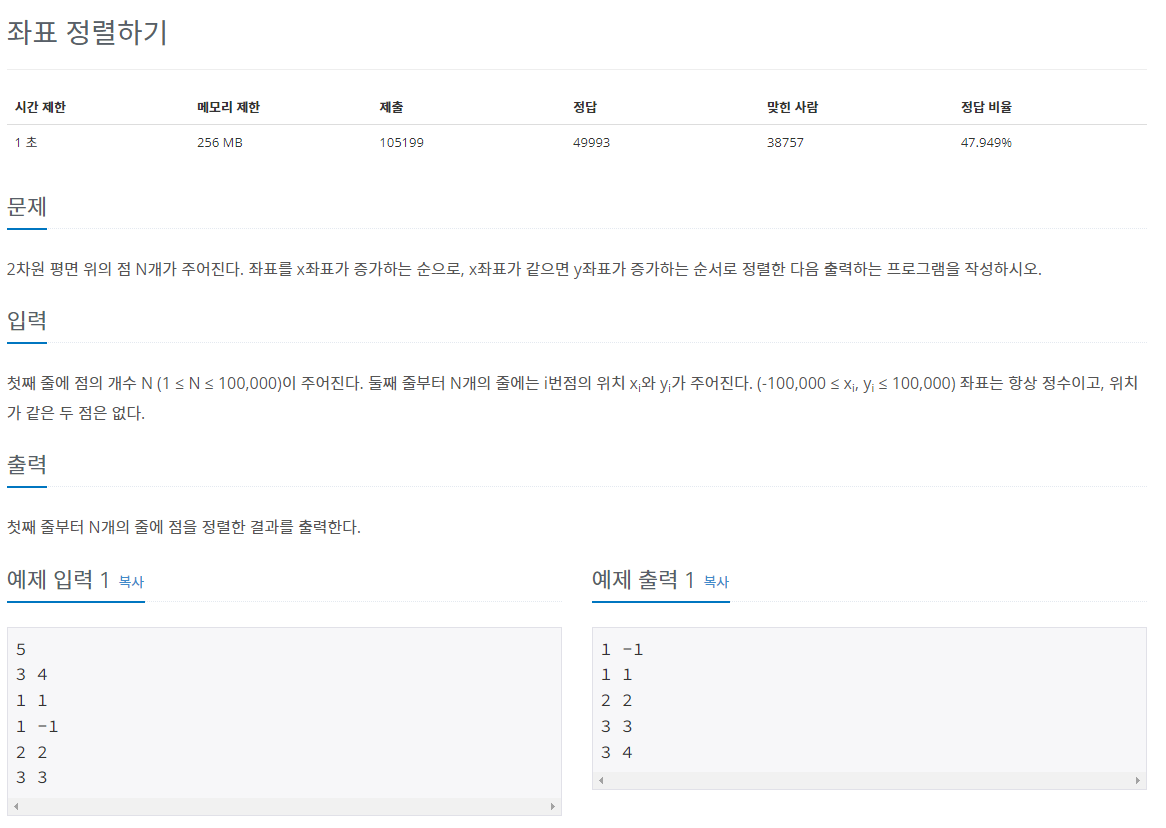 좌표 정렬하기
시간 제한 메모리 제한 제출 정답 맞힌 사람 정답 비율
1 초 256 MB 105199 49993 38757 47.949%
문제
2차원 평면 위의 점 N개가 주어진다. 좌표를 x좌표가 증가하는 순으로, x좌표가 같으면 y좌표가 증가하는 순서로 정렬한 다음 출력하는 프로그램을 작성하시오.
입력
첫째 줄에 점의 개수 N (1 ≤ N ≤ 100,000)이 주어진다. 둘째 줄부터 N개의 줄에는 i번점의 위치 xi와 yi가 주어진다. (-100,000 ≤ xi, yi ≤ 100,000) 좌표는 항상 정수이고, 위치
가 같은 두 점은 없다.
출력
첫째 줄부터 N개의 줄에 점을 정렬한 결과를 출력한다.
예제 입력 1 복사
5
3 4
1 1
1 -1
2 2
3 3
예제 출력 1 복사
1 -1
1 1
2 2
3 3
3 4